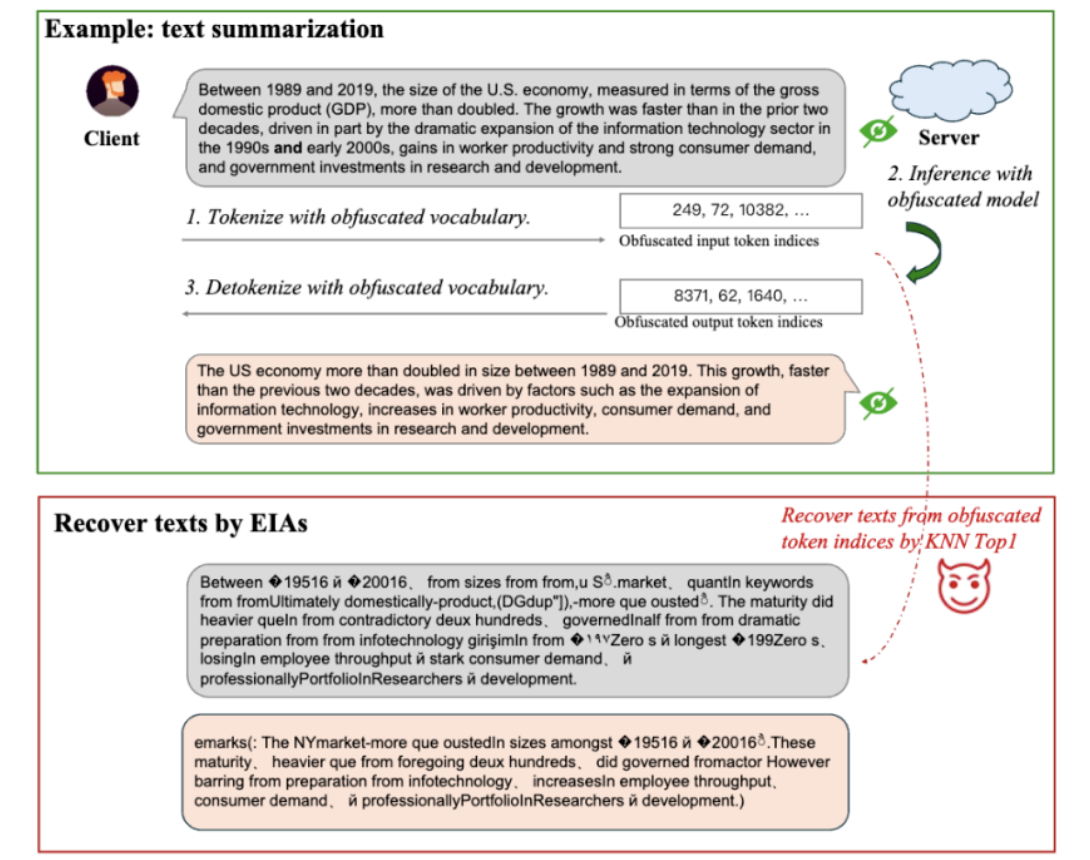 Example: text summarization
Client
Between 1989 and 2019, the size of the U.S. economy, measured in terms of the gross
domestic product (GDP), more than doubled. The growth was faster than in the prior two
decades, driven in part by the dramatic expansion of the information technology sector in
the 1990s and early 2000s, gains in worker productivity and strong consumer demand,
and government investments in research and development.
Server
2. Inference with
obfuscated model
1. Tokenize with obfuscated vocabulary.
249, 72, 10382, ...
Obfuscated input token indices
3. Detokenize with obfuscated vocabulary.
8371, 62, 1640, ...
Obfuscated output token indices
The US economy more than doubled in size between 1989 and 2019. This growth, faster
than the previous two decades, was driven by factors such as the expansion of
information technology, increases in worker productivity, consumer demand, and
government investments in research and development.
Recover texts by EIAs
Recover texts from obfuscated
token indices by KNN Top1
Between �19516 й �20016、 from sizes from from,u S.market、 quantIn keywords
from fromUltimately domestically-product,(DGdup"]),-more que ousted. The maturity did
heavier queIn from contradictory deux hundreds、 governedInalf from from dramatic
preparation from from infotechnology girişimIn from �١٩٧Zero s й longest �199Zero s、
losingIn employee throughput й stark consumer demand、 й
professionallyPortfolioInResearchers й development.
emarks(: The NYmarket-more que oustedIn sizes amongst �19516 й �20016.These
maturity、 heavier que from foregoing deux hundreds、 did governed fromactor However
barring from preparation from infotechnology、 increasesIn employee throughput、
consumer demand、 й professionallyPortfolioInResearchers й development.)